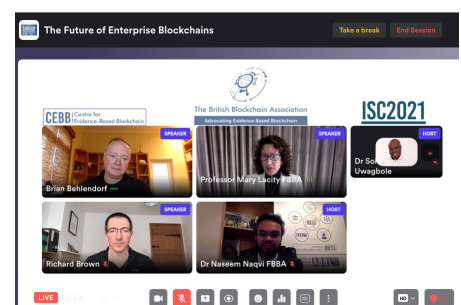 The Future of Enterprise Blockchains
Take a break
End Session
CEBB
Centre for
Evidence-Based Blockchain
The British Blockchain Association
Advocating Evidence Based Blockchain
ISC2021
SPEAKER
Brian Behlendorf
SPEAKER
Professor Mary Lacity FBBA
HOST
Dr
Uwagbole
SPEAKER
Richard Brown
HOST
Dr Naseem Naqvi FBBA
LIVE
CC
HD